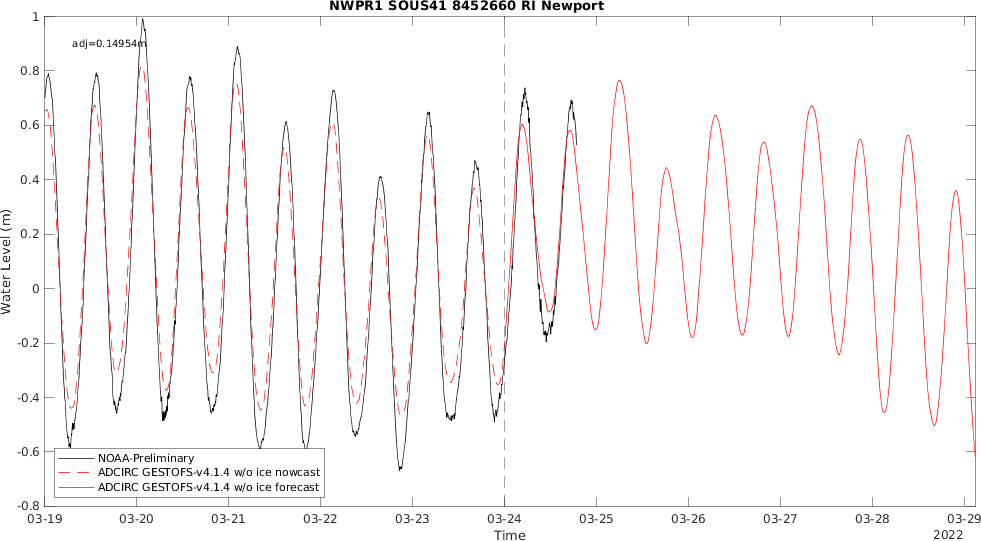 NWPR1 SOUS41 8452660 RI Newport
adj=0.14954m
Water Level (m)
1
0.8
0.6
0.4
0.2
0
-0.2
-0.4
-0.6
-0.8
NOAA-Preliminary
ADCIRC GESTOFS-v4.1.4 w/o ice nowcast
ADCIRC GESTOFS-v4.1.4 w/o ice forecast
03-19 03-20 03-21 03-22 03-23 03-24 03-25 03-26 03-27 03-28 03-29
Time
2022